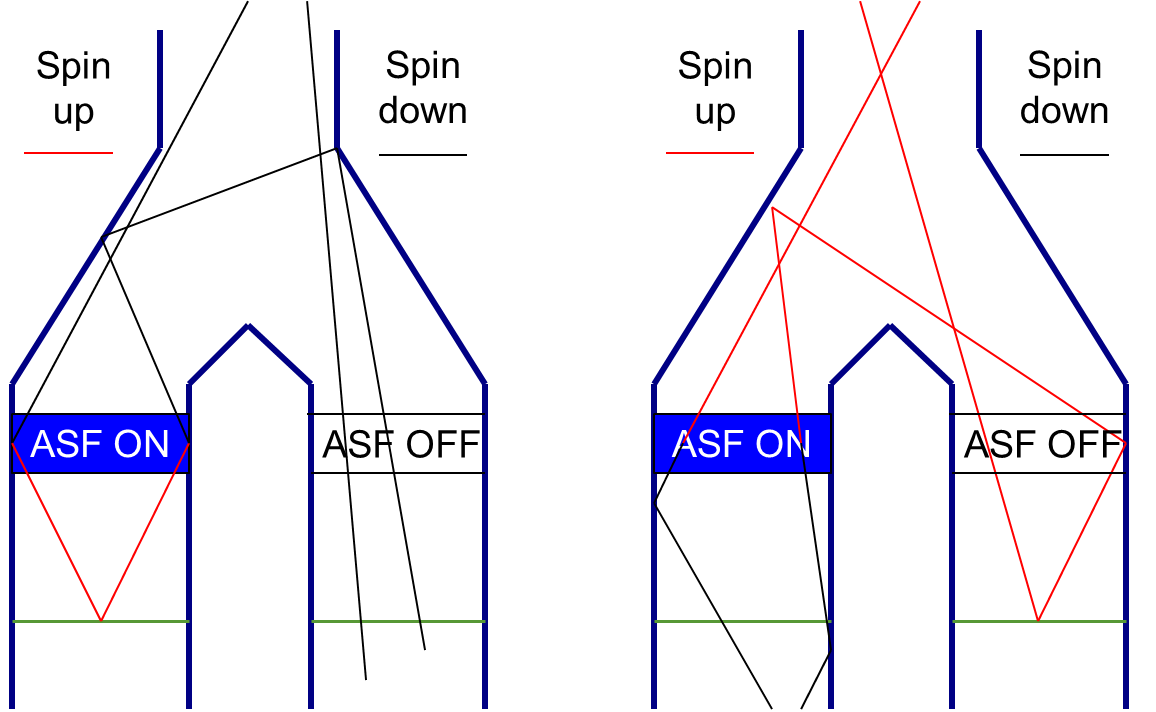 Spin
up
Spin
down
ASF ON
ASF OFF
Spin
up
Spin
down
ASF ON
ASF OFF